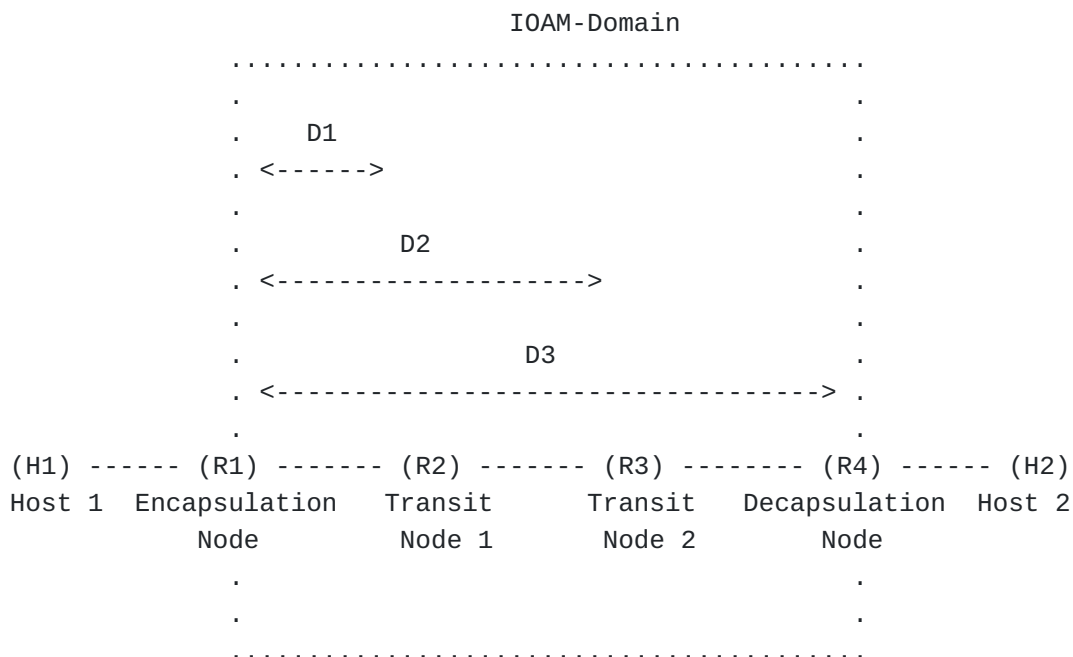 IOAM-Domain
.........................................
. .
. D1 .
. <------> .
. .
. D2 .
. <--------------------> .
. .
. D3 .
. <-----------------------------------> .
. .
(H1) ------ (R1) ------- (R2) ------- (R3) -------- (R4) ------ (H2)
Host 1 Encapsulation Transit Transit Decapsulation Host 2
Node Node 1 Node 2 Node
. .
. .
.........................................